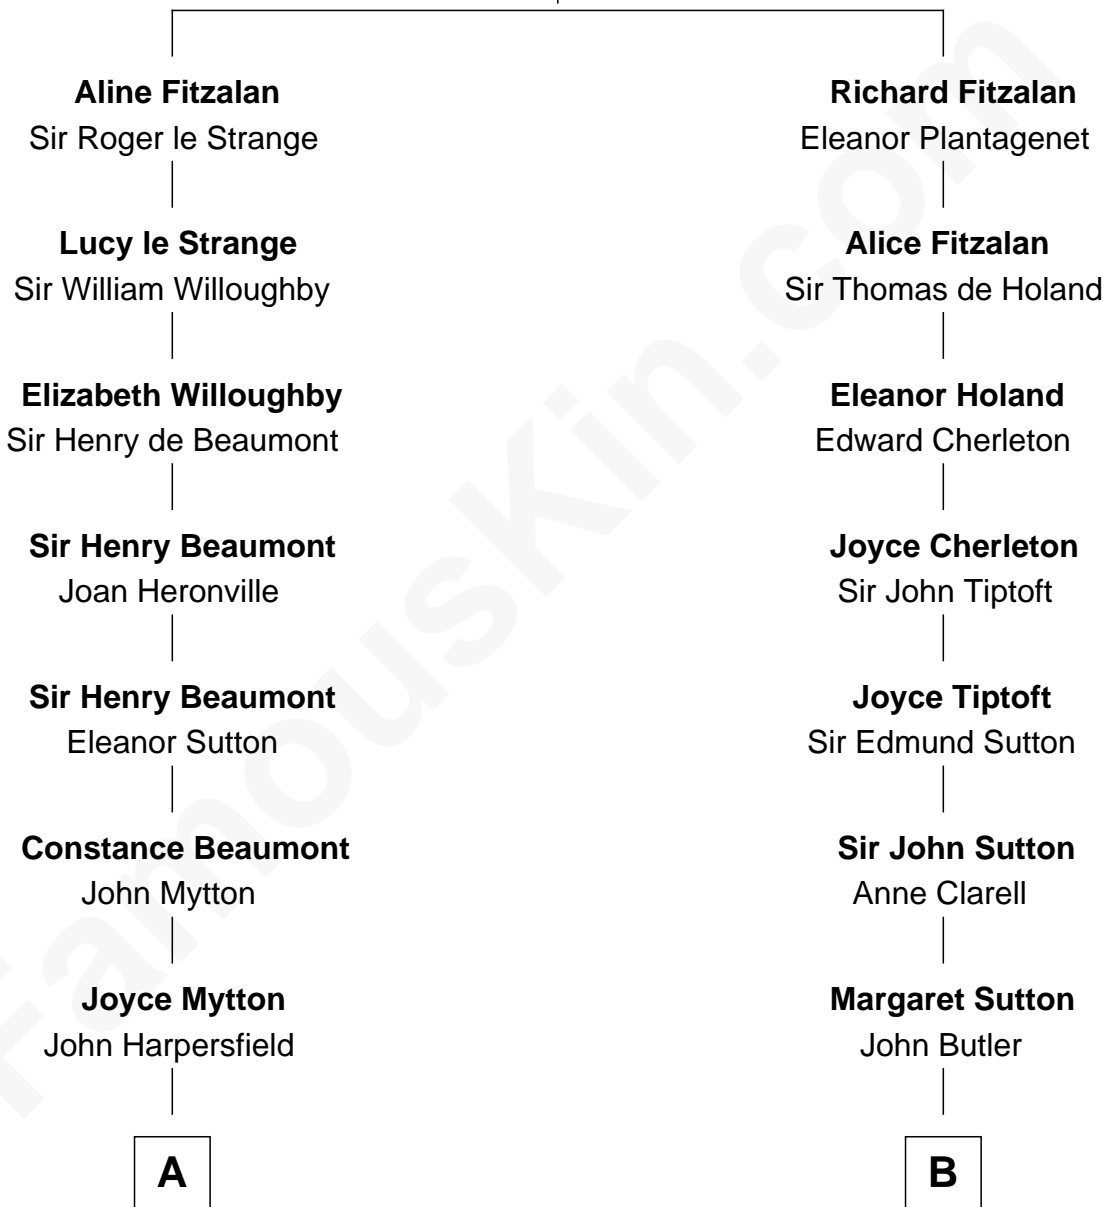 Aline Fitzalan
Sir Roger le Strange
Richard Fitzalan
Eleanor Plantagenet
Lucy le Strange
Sir William Willoughby
Alice Fitzalan
Sir Thomas de Holand
Elizabeth Willoughby
Sir Henry de Beaumont
Eleanor Holand
Edward Cherleton
Sir Henry Beaumont
Joan Heronville
Joyce Cherleton
Sir John Tiptoft
Sir Henry Beaumont
Eleanor Sutton
Joyce Tiptoft
Sir Edmund Sutton
Constance Beaumont
John Mytton
Sir John Sutton
Anne Clarell
Joyce Mytton
John Harpersfield
Margaret Sutton
John Butler
A
B
FamousKin.com